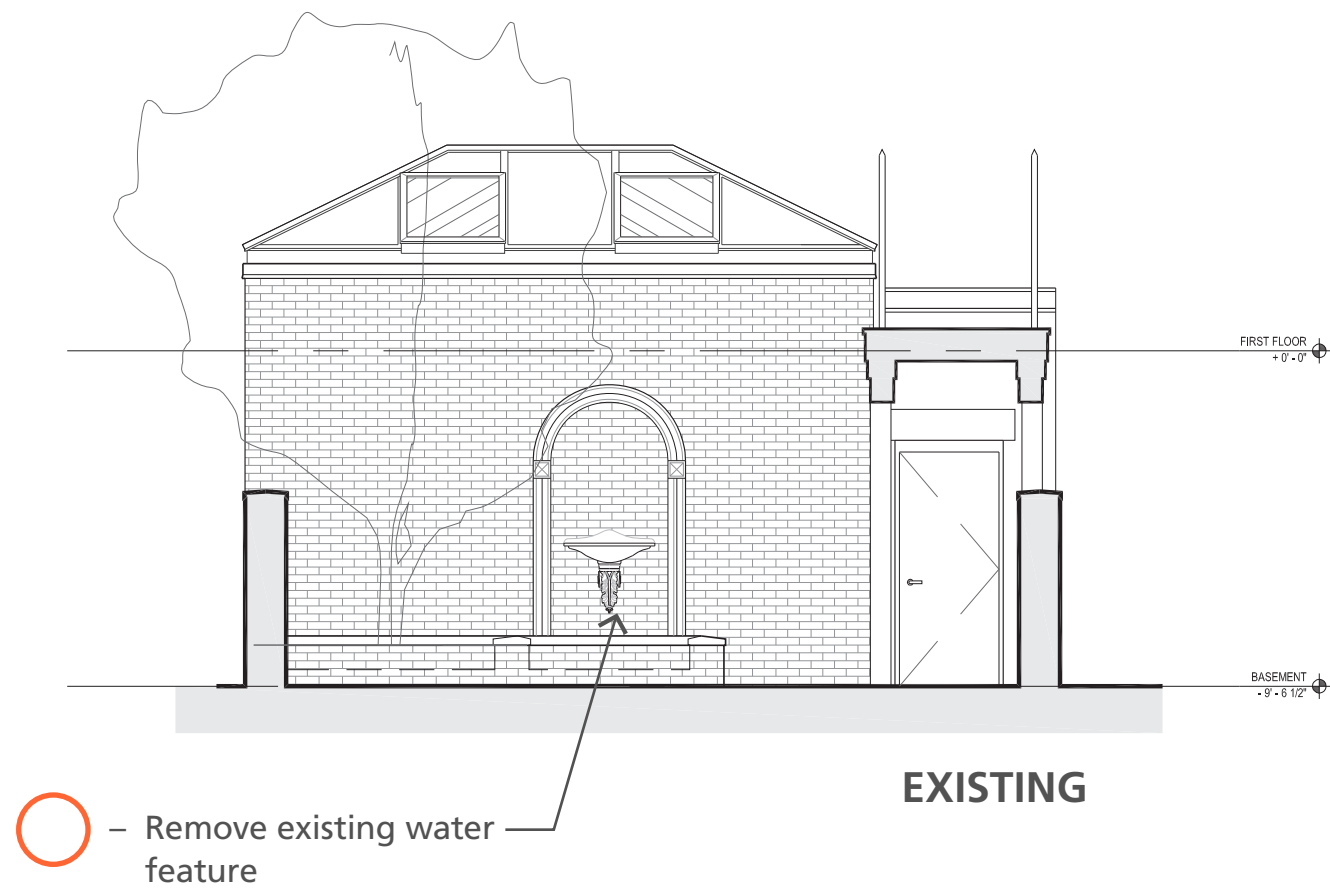 FIRST FLOOR
+ 0' - 0"
BASEMENT
- 9' - 6 1/2"
EXISTING
– Remove existing water
feature